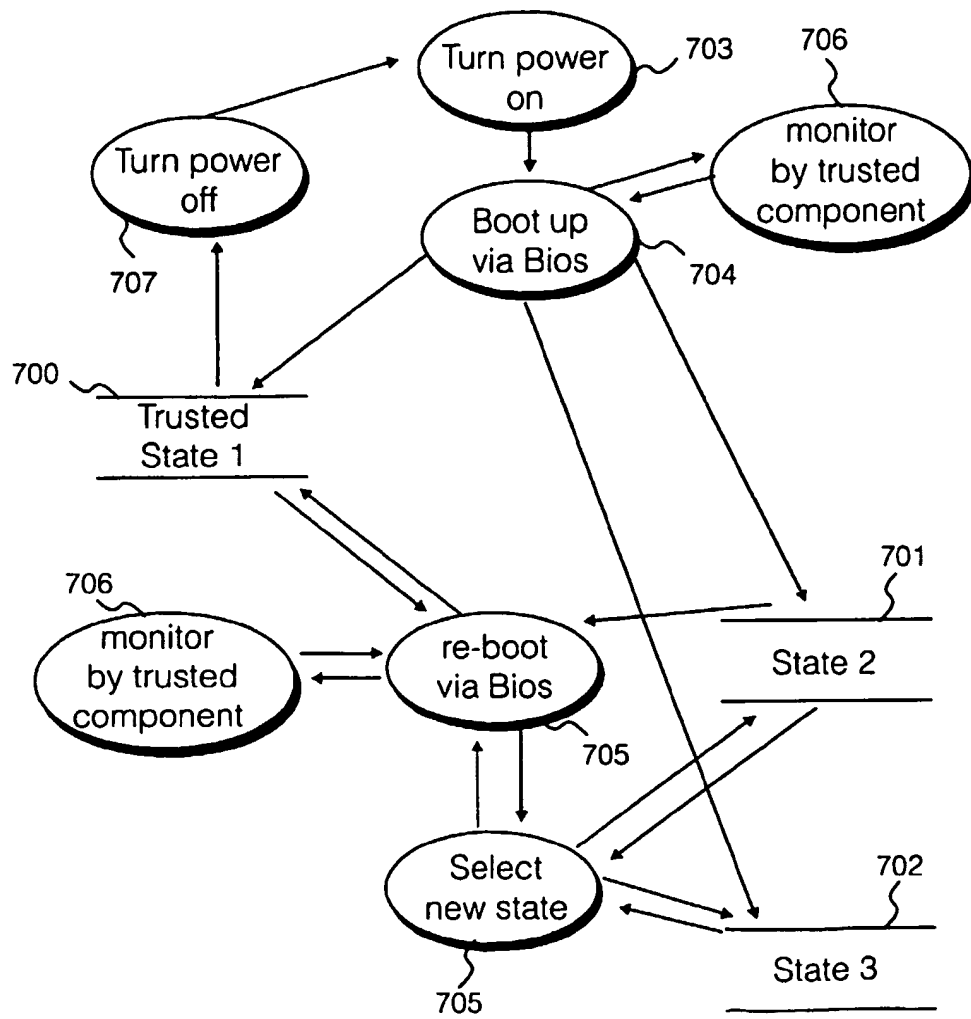 Turn power
on
703
706
monitor
by trusted
component
Turn power
off
707
Boot up
via Bios
704
700
Trusted
State 1
701
State 2
706
monitor
by trusted
component
re-boot
via Bios
705
Select
new state
705
702
State 3